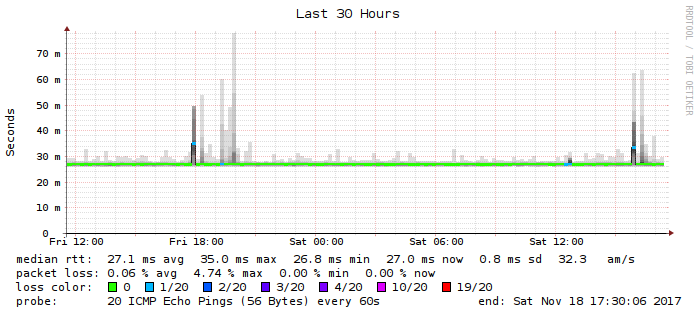 Last 30 Hours
RRDTOOL / TOBI OETIKER
Seconds
70 m
60 m
50 m
40 m
30 m
20 m
10 m
0
Fri 12:00 Fri 18:00 Sat 00:00 Sat 06:00 Sat 12:00
median rtt: 27.1 ms avg 35.0 ms max 26.8 ms min 27.0 ms now 0.8 ms sd 32.3 am/s
packet loss: 0.06 % avg 4.74 % max 0.00 % min 0.00 % now
loss color: 0 1/20 2/20 3/20 4/20 10/20 19/20
probe: 20 ICMP Echo Pings (56 Bytes) every 60s end: Sat Nov 18 17:30:06 2017